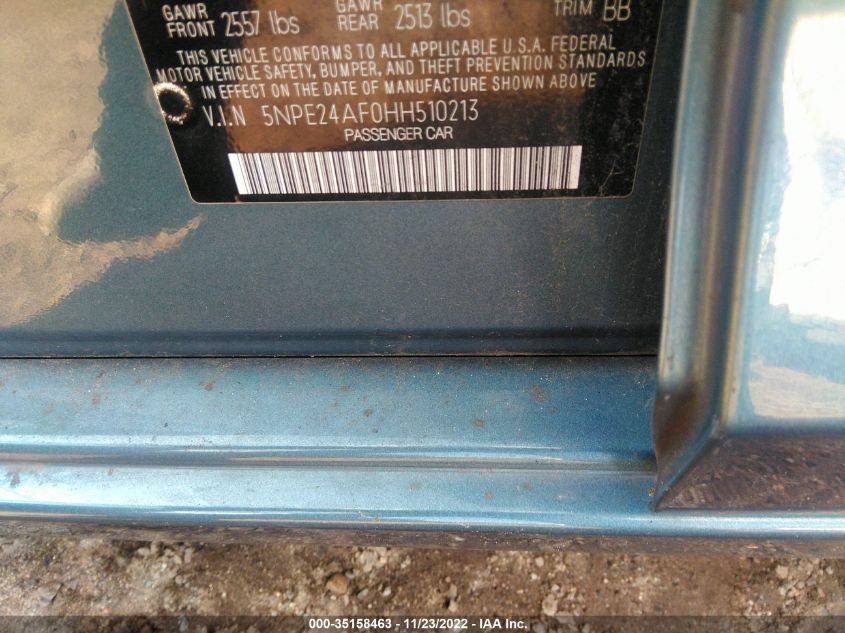 GAWR GAWR TRIM BB
FRONT 2557 lbs REAR 2513 lbs
THIS VEHICLE CONFORMS TO ALL APPLICABLE U.S.A. FEDERAL
MOTOR VEHICLE SAFETY, BUMPER, AND THEFT PREVENTION STANDARDS
IN EFFECT ON THE DATE OF MANUFACTURE SHOWN ABOVE
V.I.N 5NPE24AF0HH510213
PASSENGER CAR
000-35158463 - 11/23/2022 - © IAA Inc.